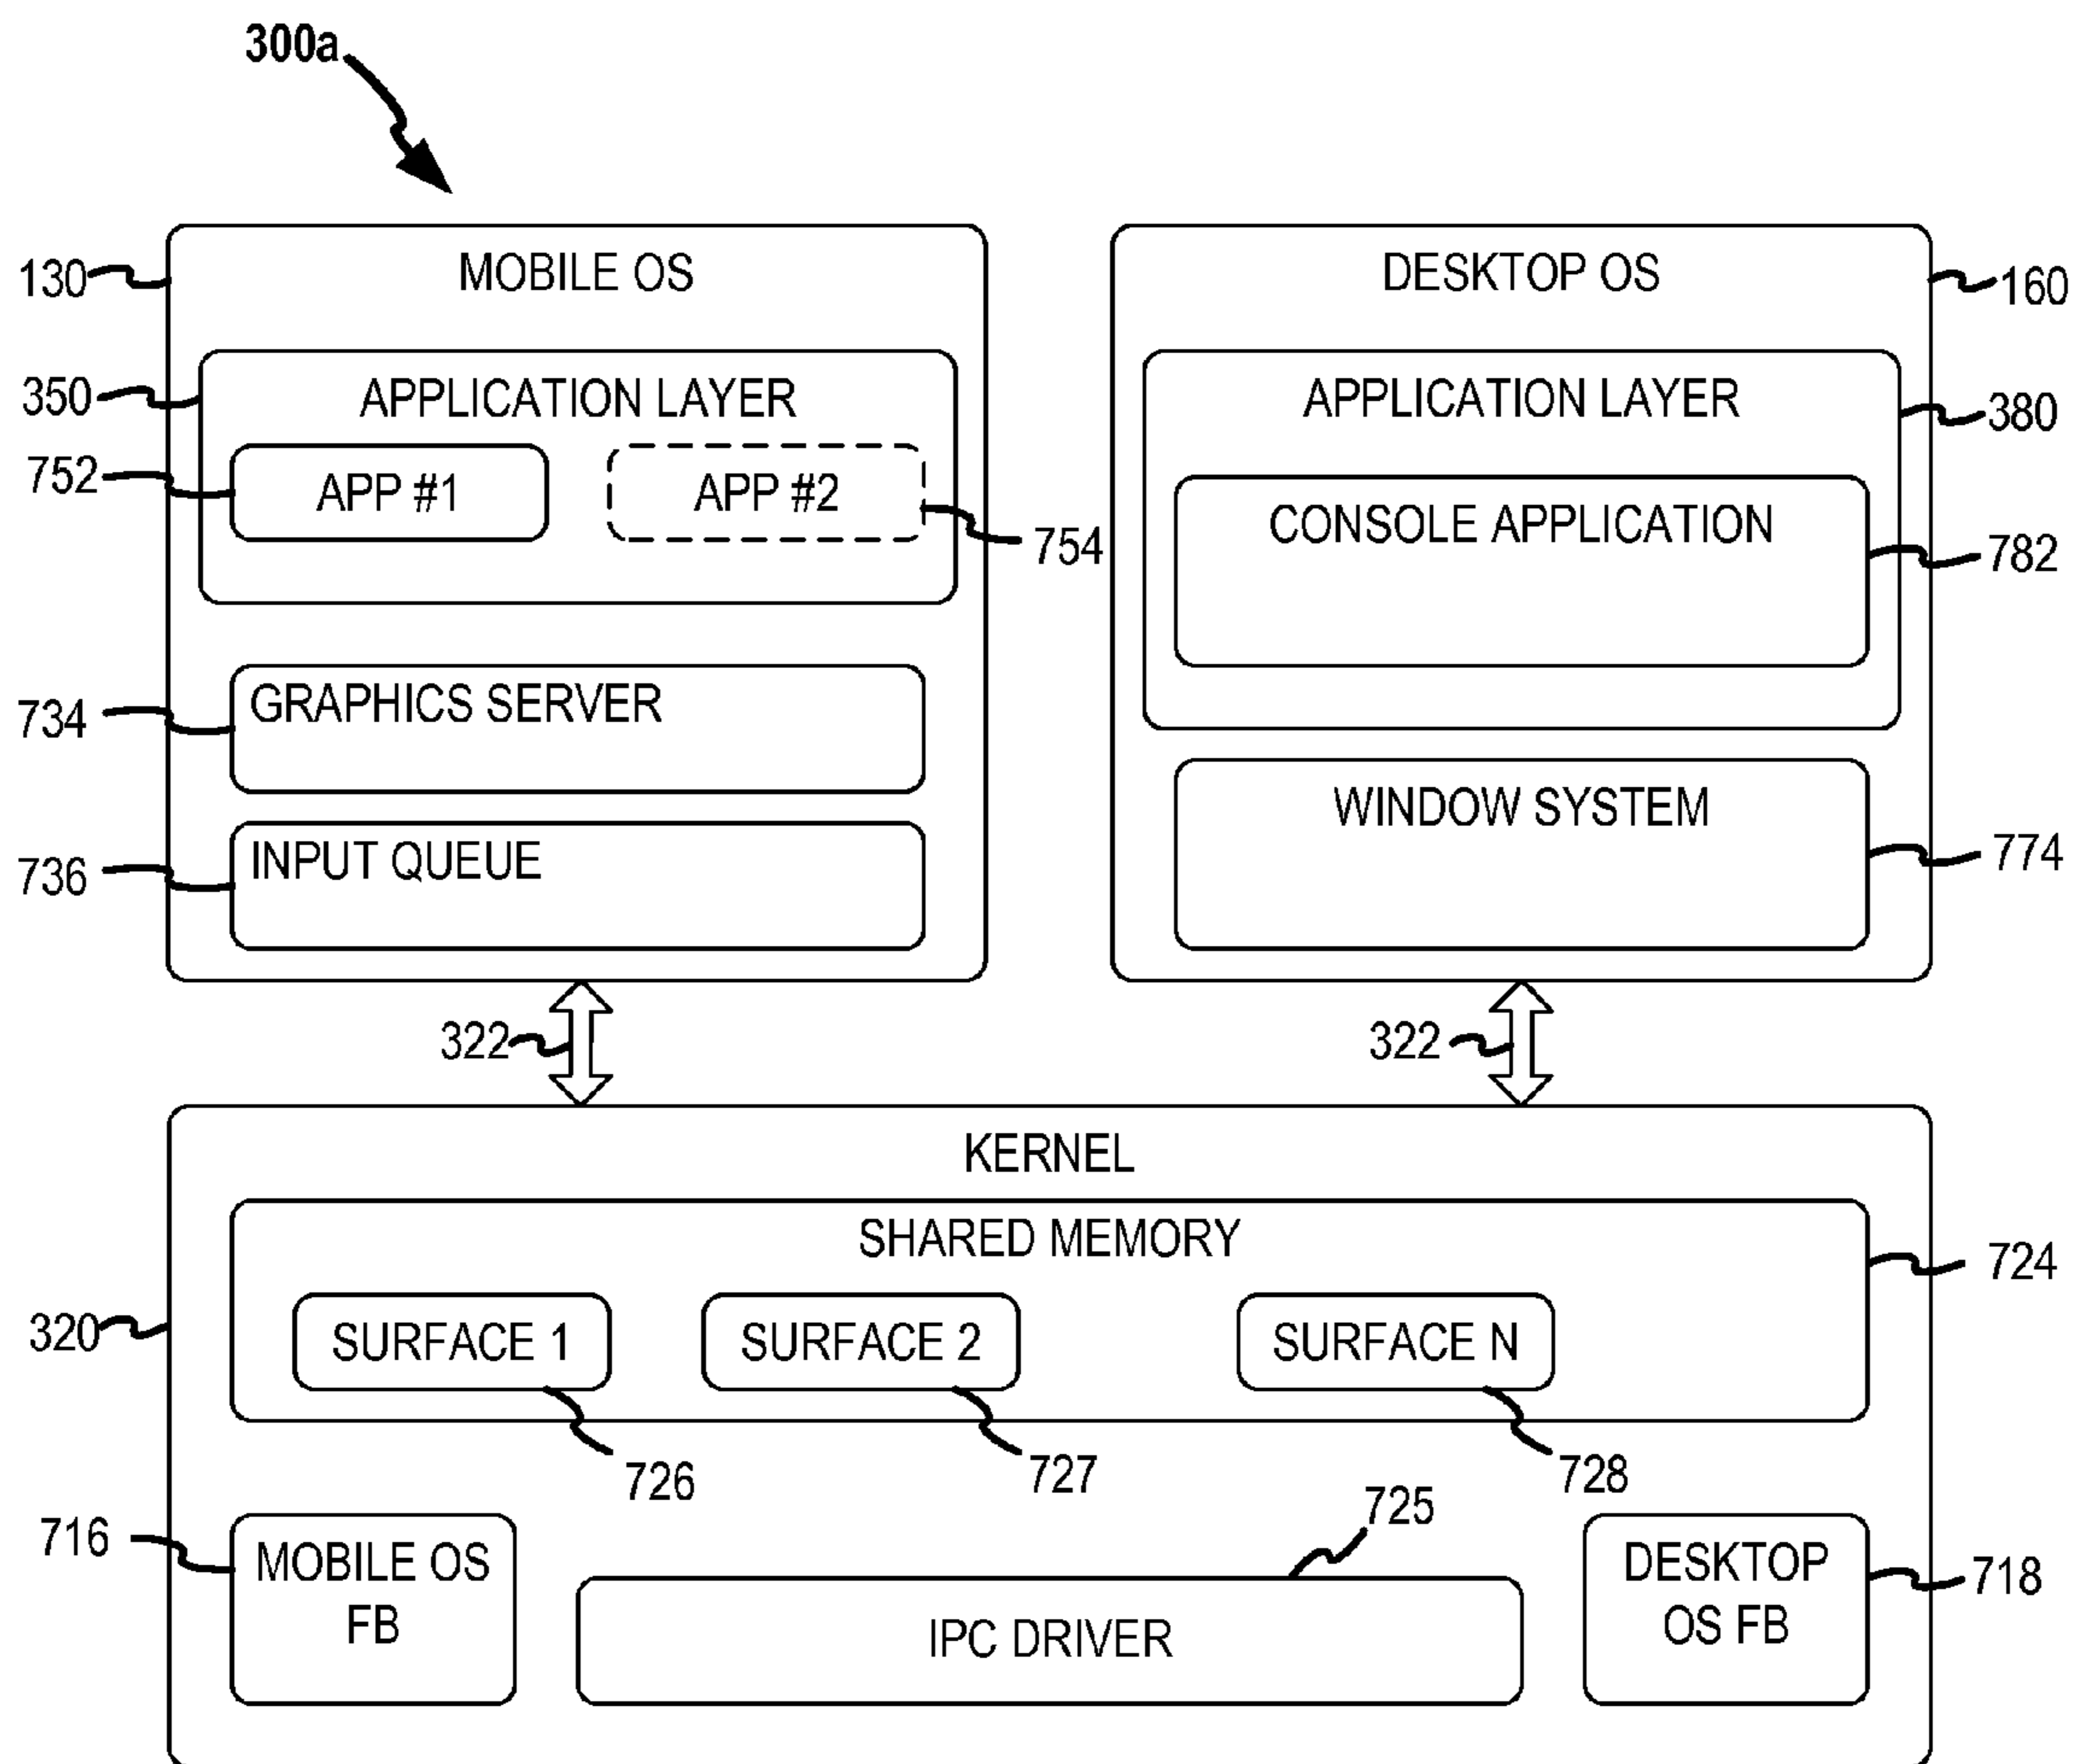 300a
MOBILE OS
DESKTOP OS
130
160
350
APPLICATION LAYER
APPLICATION LAYER
380
752
APP #1
APP #2
754
CONSOLE APPLICATION
782
734
GRAPHICS SERVER
WINDOW SYSTEM
774
736
INPUT QUEUE
322
322
KERNEL
SHARED MEMORY
724
320
SURFACE 1
SURFACE 2
SURFACE N
726
727
728
725
716
MOBILE OS
FB
IPC DRIVER
DESKTOP
OS FB
718